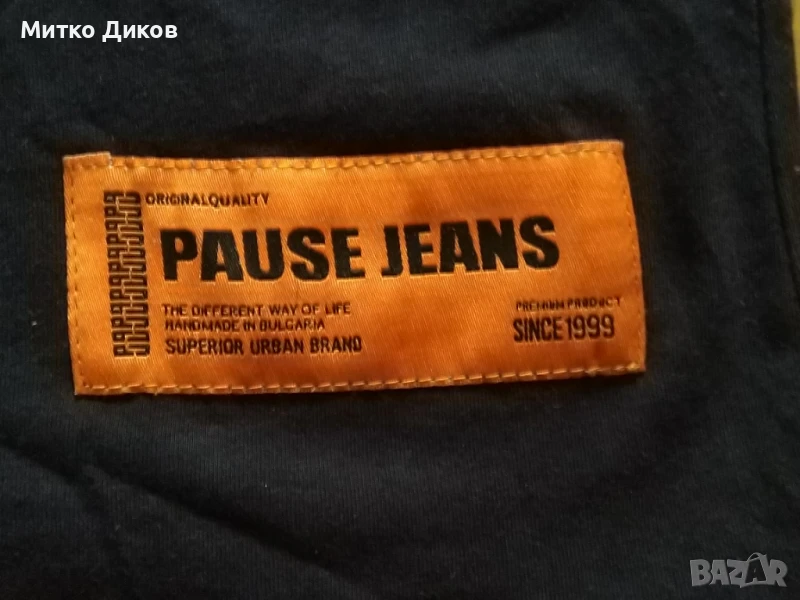 Митко Диков
ORIGINALQUALITY
PAUSE JEANS
THE DIFFERENT WAY OF LIFE
HANDMADE IN BULGARIA
SUPERIOR URBAN BRAND
PREMIUM PRODUCT
SINCE1999
BAZAR